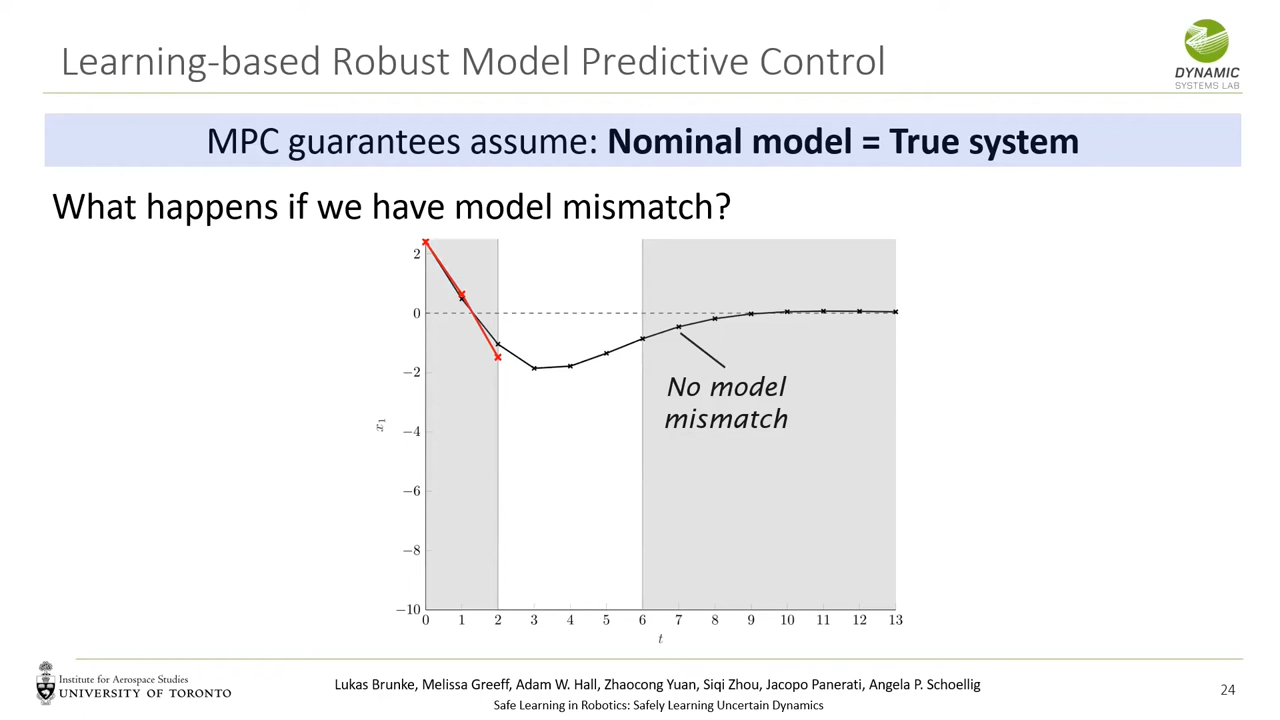 Learning-based Robust Model Predictive Control
DYNAMIC
SYSTEMS LAB
MPC guarantees assume: Nominal model = True system
What happens if we have model mismatch?
2
0
−2
−4
−6
−8
−10
x₁
No model
mismatch
0 1 2 3 4 5 6 7 8 9 10 11 12 13
t
Institute for Aerospace Studies
UNIVERSITY OF TORONTO
Lukas Brunke, Melissa Greeff, Adam W. Hall, Zhaocong Yuan, Siqi Zhou, Jacopo Panerati, Angela P. Schoellig
Safe Learning in Robotics: Safely Learning Uncertain Dynamics
24